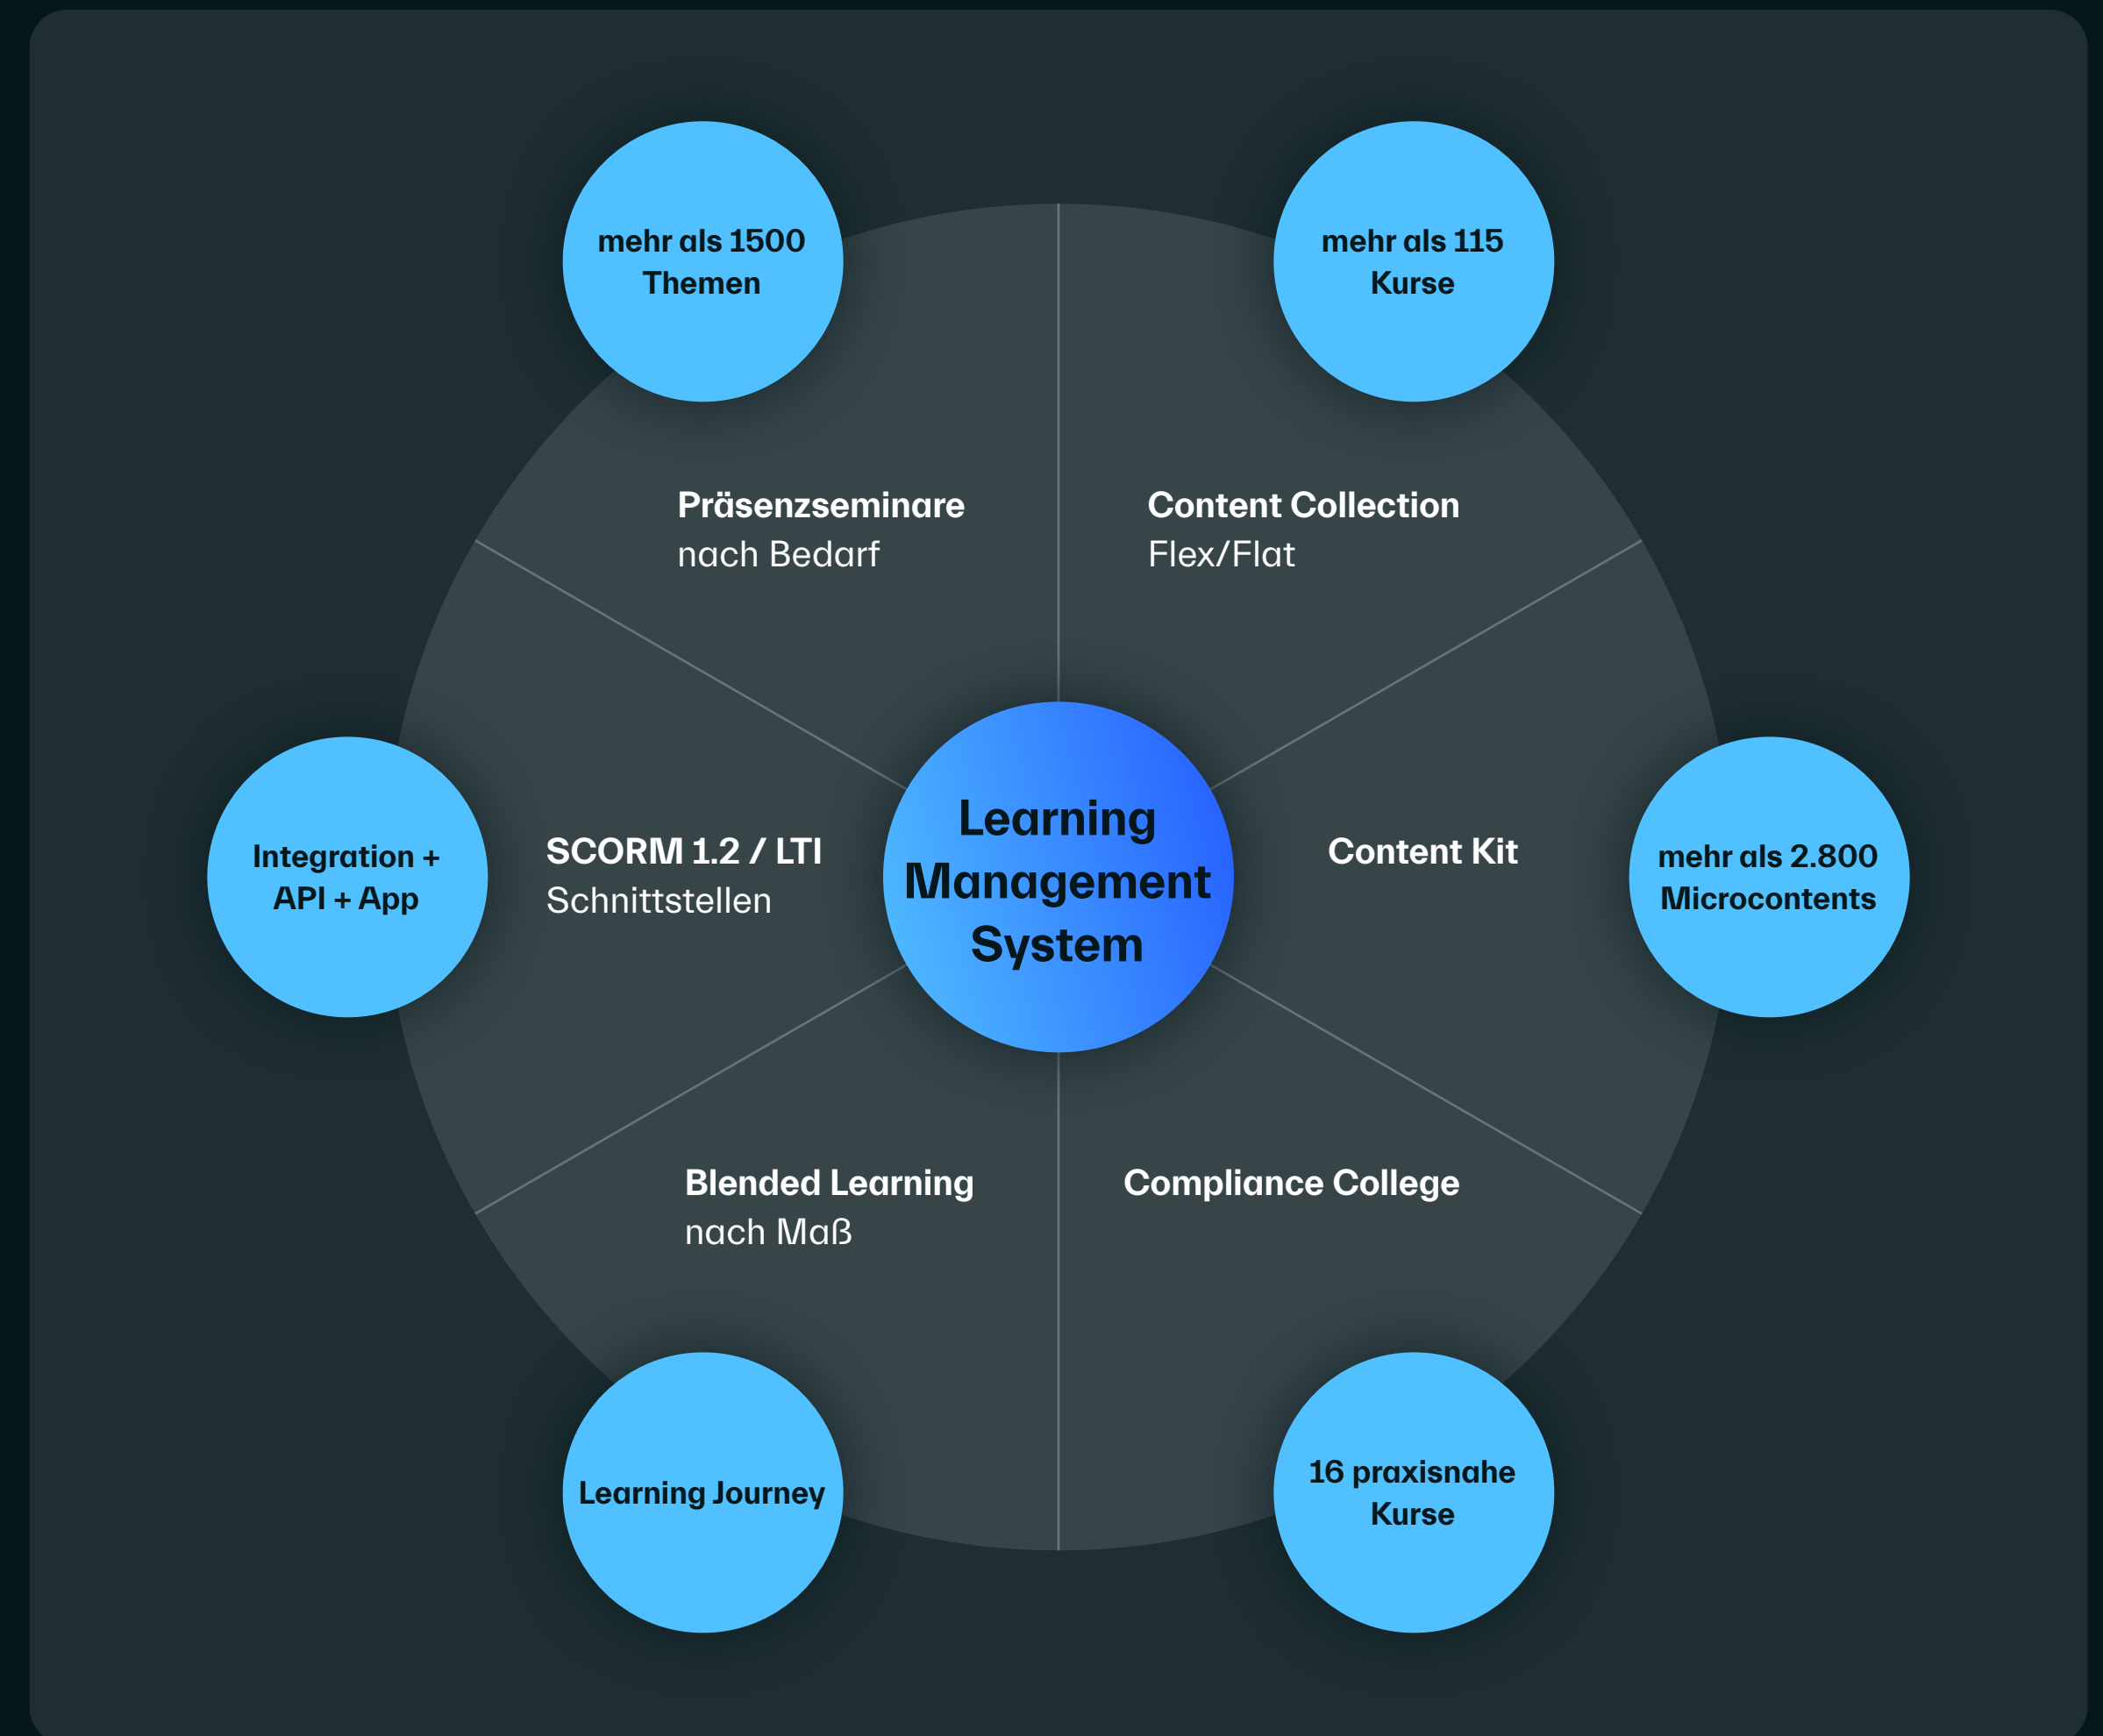 mehr als 1500
Themen
mehr als 115
Kurse
Präsenzseminare
nach Bedarf
Content Collection
Flex/Flat
Integration +
API + App
SCORM 1.2 / LTI
Schnittstellen
Learning
Management
System
Content Kit
mehr als 2.800
Microcontents
Blended Learning
nach Maß
Compliance College
Learning Journey
16 praxisnahe
Kurse